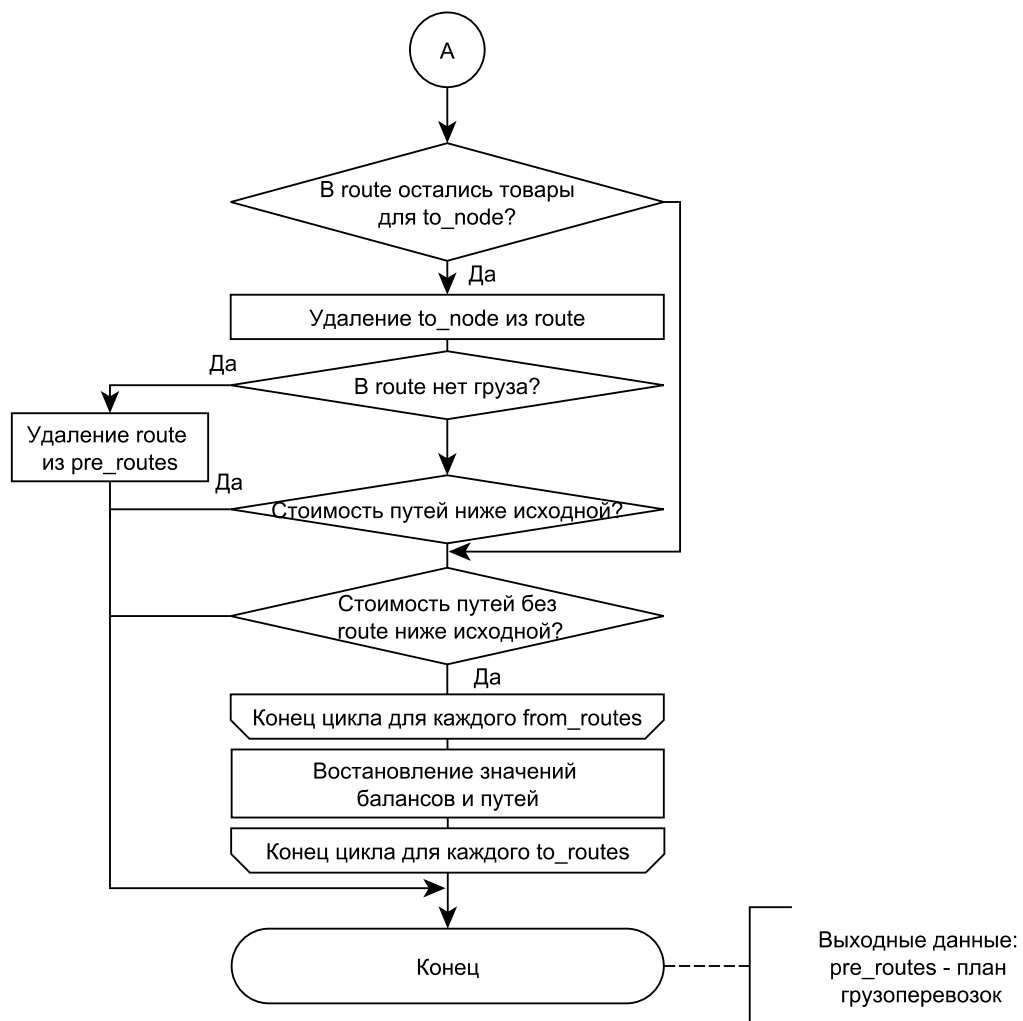 A
В route остались товары
для to_node?
Да
Удаление to_node из route
Да
В route нет груза?
Удаление route
из pre_routes
Да
Стоимость путей ниже исходной?
Стоимость путей без
route ниже исходной?
Да
Конец цикла для каждого from_routes
Востановление значений
балансов и путей
Конец цикла для каждого to_routes
Конец
Выходные данные:
pre_routes - план
грузоперевозок